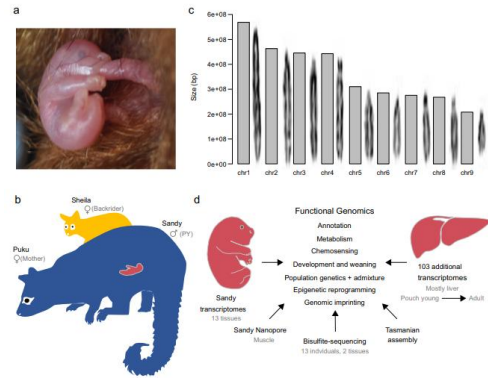 a
c
Size (bp)
6e+08
5e+08
4e+08
3e+08
2e+08
1e+08
0e+00
chr1 chr2 chr3 chr4 chr5 chr6 chr7 chr8 chr9
b
Sheila
♀(Backrider)
Sandy
♂ (PY)
Puku
♀(Mother)
d
Functional Genomics
Annotation
Metabolism
Chemosensing
Development and weaning
Population genetics + admixture
Epigenetic reprogramming
Genomic imprinting
Sandy
transcriptomes
13 tissues
103 additional
transcriptomes
Mostly liver
Pouch young → Adult
Sandy Nanopore
Muscle
Bisulfite-sequencing
13 individuals, 2 tissues
Tasmanian
assembly